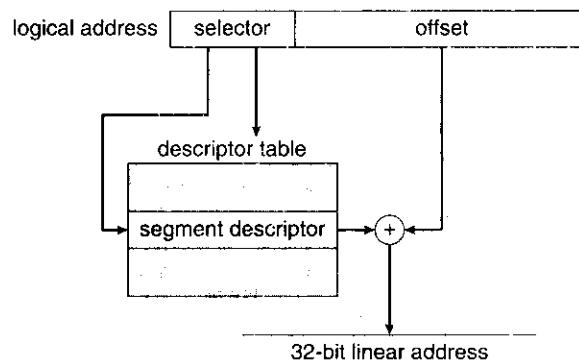 logical address selector offset
descriptor table
segment descriptor +
32-bit linear address